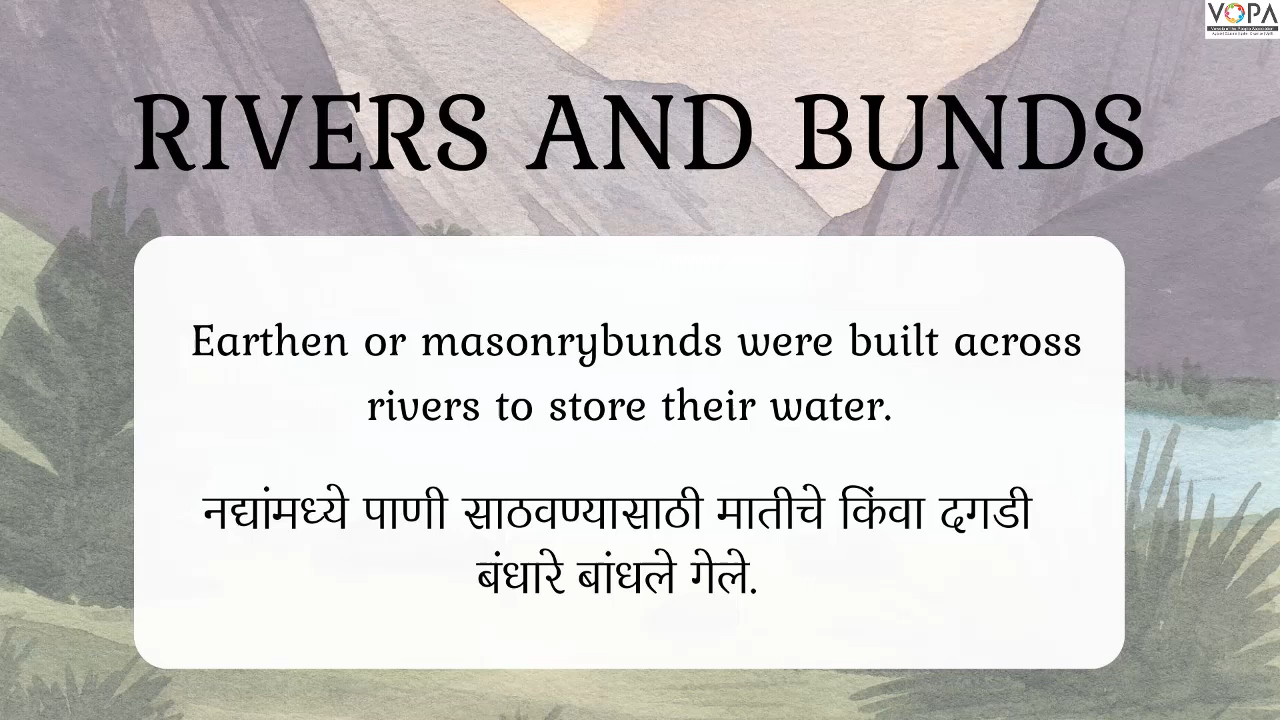 VOPA
RIVERS AND BUNDS
Earthen or masonrybunds were built across
rivers to store their water.
नद्यांमध्ये पाणी साठवण्यासाठी मातीचे किंवा दगडी
बंधारे बांधले गेले.